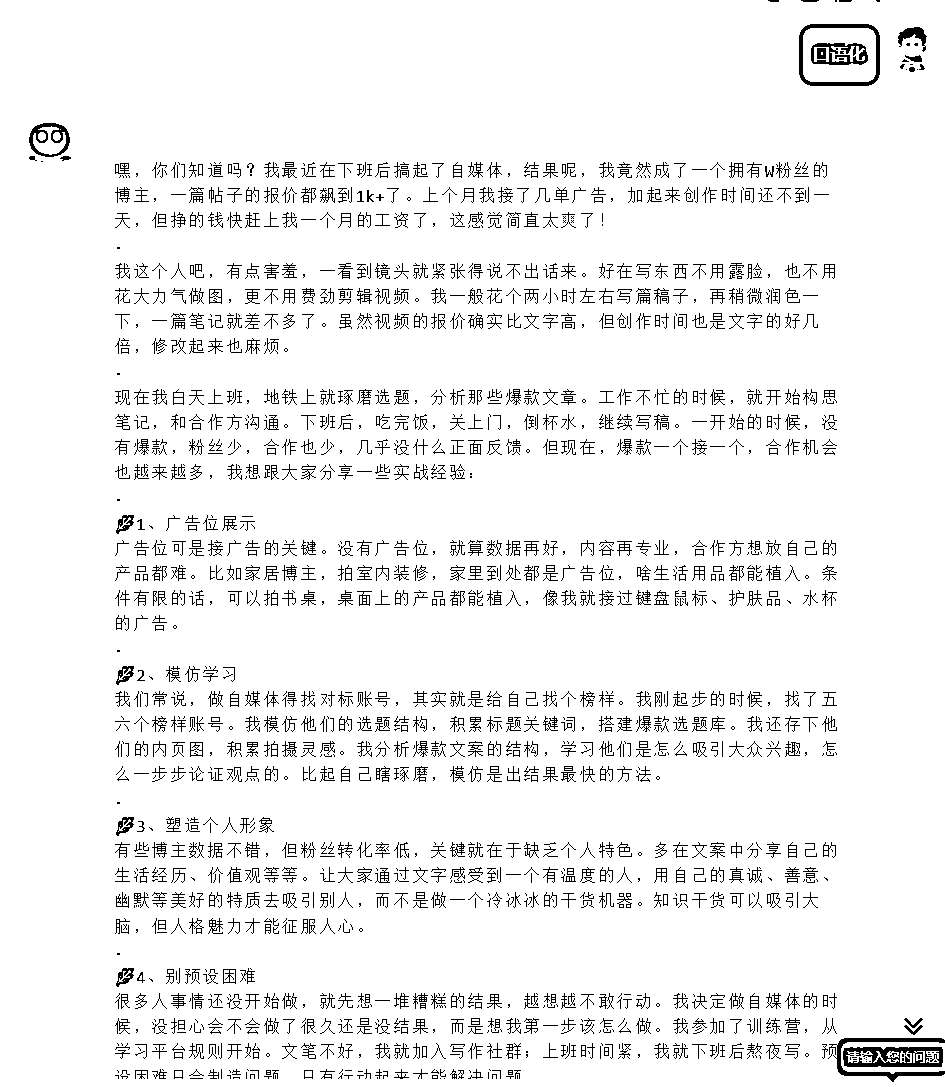 口语化
嘿，你们知道吗？我最近在下班后搞起了自媒体，结果呢，我竟然成了一个拥有W粉丝的
博主，一篇帖子的报价都飙到1k+了。上个月我接了几单广告，加起来创作时间还不到一
天，但挣的钱快赶上我一个月的工资了，这感觉简直太爽了！
.
我这个人吧，有点害羞，一看到镜头就紧张得说不出话来。好在写东西不用露脸，也不用
花大力气做图，更不用费劲剪辑视频。我一般花个两小时左右写篇稿子，再稍微润色一
下，一篇笔记就差不多了。虽然视频的报价确实比文字高，但创作时间也是文字的好几
倍，修改起来也麻烦。
.
现在我白天上班，地铁上就琢磨选题，分析那些爆款文章。工作不忙的时候，就开始构思
笔记，和合作方沟通。下班后，吃完饭，关上门，倒杯水，继续写稿。一开始的时候，没
有爆款，粉丝少，合作也少，几乎没什么正面反馈。但现在，爆款一个接一个，合作机会
也越来越多，我想跟大家分享一些实战经验：
.
1、广告位展示
广告位可是接广告的关键。没有广告位，就算数据再好，内容再专业，合作方想放自己的
产品都难。比如家居博主，拍室内装修，家里到处都是广告位，啥生活用品都能植入。条
件有限的话，可以拍书桌，桌面上的产品都能植入，像我就接过键盘鼠标、护肤品、水杯
的广告。
.
2、模仿学习
我们常说，做自媒体得找对标账号，其实就是给自己找个榜样。我刚起步的时候，找了五
六个榜样账号。我模仿他们的选题结构，积累标题关键词，搭建爆款选题库。我还存下他
们的内页图，积累拍摄灵感。我分析爆款文案的结构，学习他们是怎么吸引大众兴趣，怎
么一步步论证观点的。比起自己瞎琢磨，模仿是出结果最快的方法。
.
3、塑造个人形象
有些博主数据不错，但粉丝转化率低，关键就在于缺乏个人特色。多在文案中分享自己的
生活经历、价值观等等。让大家通过文字感受到一个有温度的人，用自己的真诚、善意、
幽默等美好的特质去吸引别人，而不是做一个冷冰冰的干货机器。知识干货可以吸引大
脑，但人格魅力才能征服人心。
.
4、别预设困难
很多人事情还没开始做，就先想一堆糟糕的结果，越想越不敢行动。我决定做自媒体的时
候，没担心会不会做了很久还是没结果，而是想我第一步该怎么做。我参加了训练营，从
学习平台规则开始。文笔不好，我就加入写作社群；上班时间紧，我就下班后熬夜写。预
设困难只会制造问题，只有行动起来才能解决问题
请输入您的问题